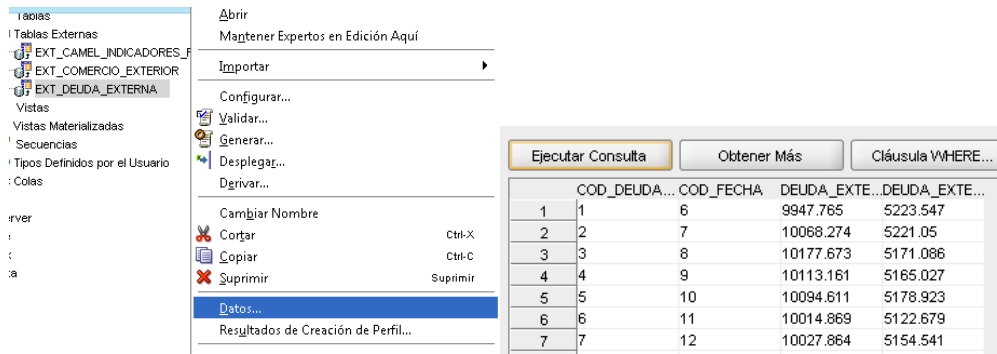 Tablas
Tablas Externas
EXT_CAMEL_INDICADORES_F
EXT_COMERCIO_EXTERIOR
EXT_DEUDA_EXTERNA
Vistas
Vistas Materializadas
Secuencias
Tipos Definidos por el Usuario
Colas
Abrir
Mantener Expertos en Edición Aquí
Importar
Configurar...
Validar...
Generar...
Desplegar...
Derivar...
Cambiar Nombre
Cortar Ctrl-X
Copiar Ctrl-C
Suprimir Suprimir
Datos...
Resultados de Creación de Perfil...
Ejecutar Consulta Obtener Más Cláusula WHERE...
COD_DEUDA... COD_FECHA DEUDA_EXTE... DEUDA_EXTE...
1 1 6 9947.765 5223.547
2 2 7 10068.274 5221.05
3 3 8 10177.673 5171.086
4 4 9 10113.161 5165.027
5 5 10 10094.611 5178.923
6 6 11 10014.869 5122.679
7 7 12 10027.864 5154.541